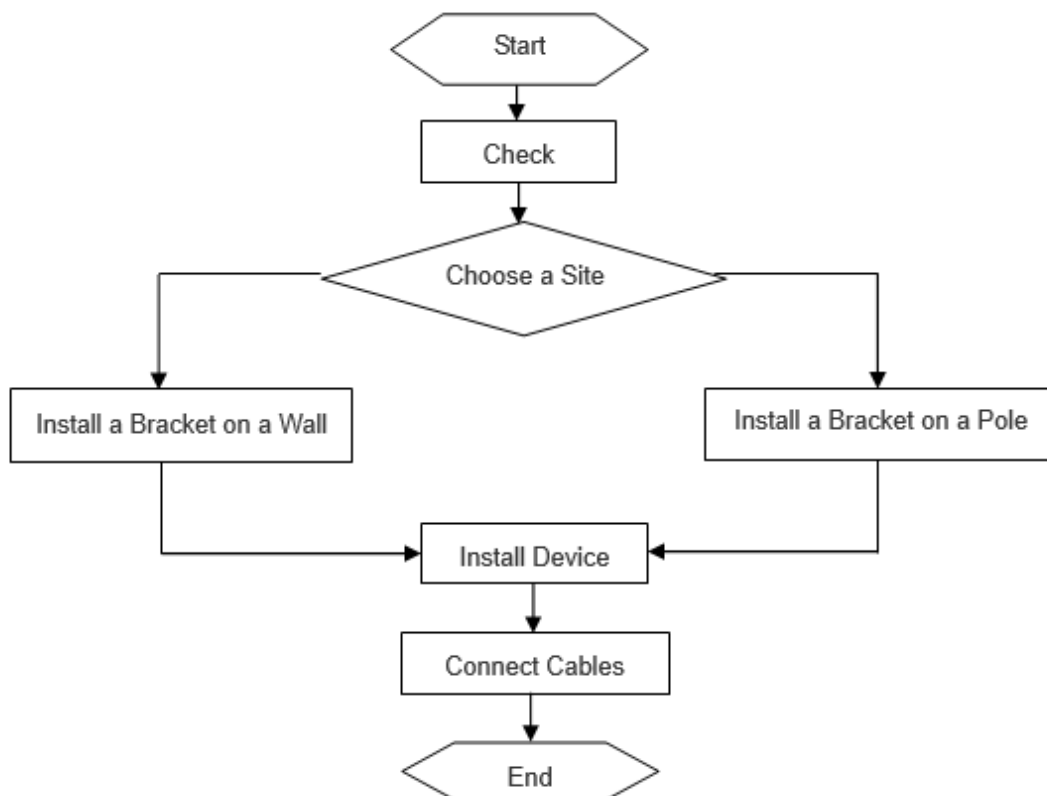 Start
Check
Choose a Site
Install a Bracket on a Wall
Install a Bracket on a Pole
Install Device
Connect Cables
End